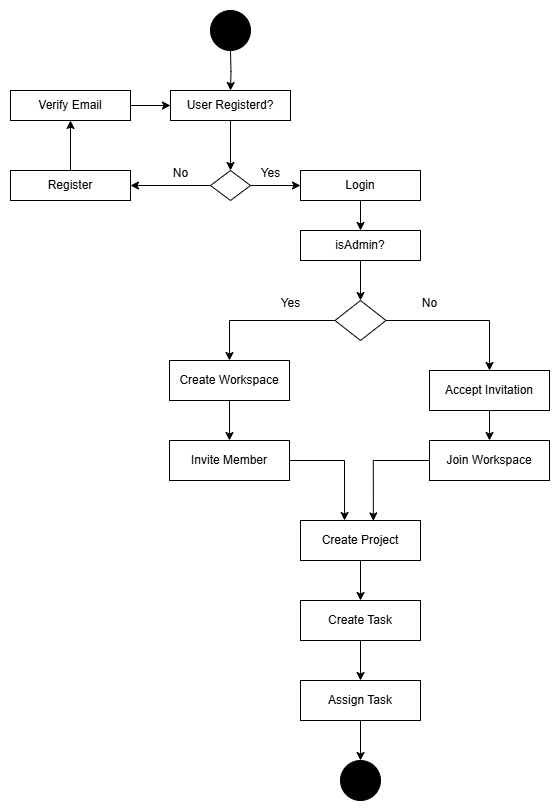 Verify Email
User Registerd?
No
Yes
Register
Login
isAdmin?
Yes
No
Create Workspace
Accept Invitation
Invite Member
Join Workspace
Create Project
Create Task
Assign Task